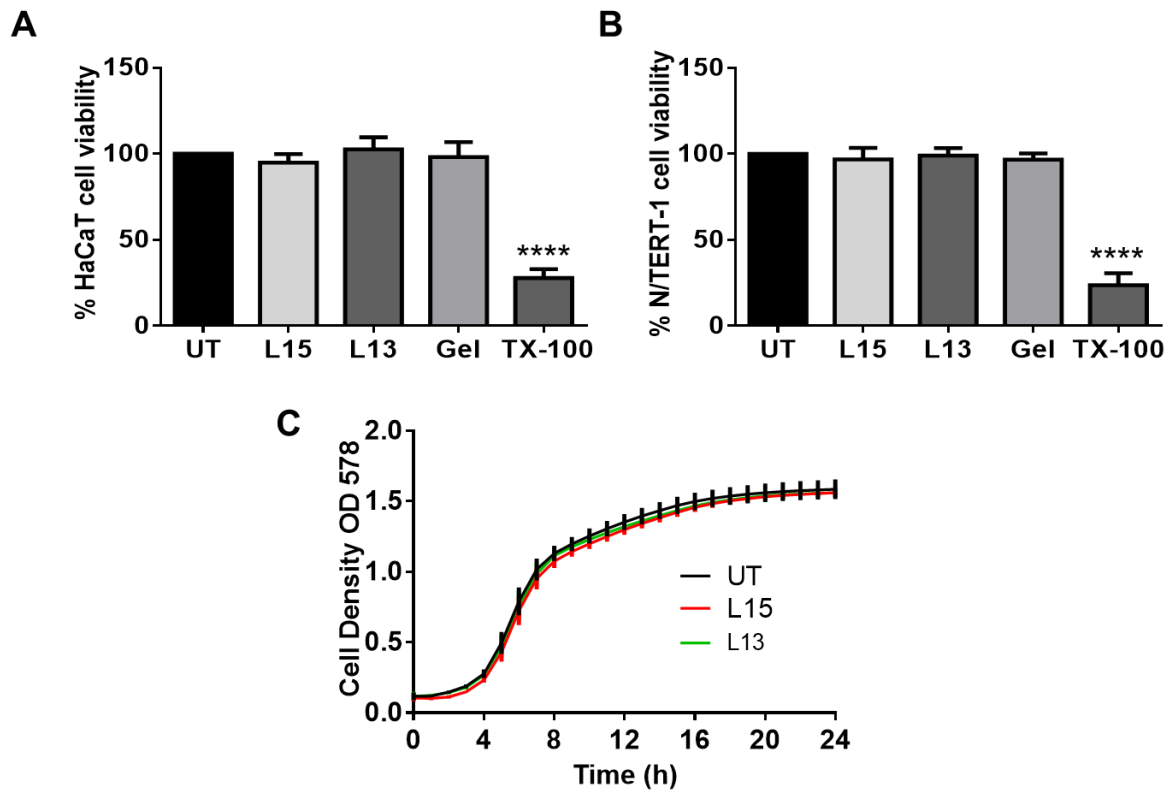 A
% HaCaT cell viability
150
100
50
0
****
UT L15 L13 Gel TX-100
B
% N/TERT-1 cell viability
150
100
50
0
****
UT L15 L13 Gel TX-100
C
Cell Density OD 578
2.0
1.5
1.0
0.5
0.0
UT
L15
L13
0 4 8 12 16 20 24
Time (h)